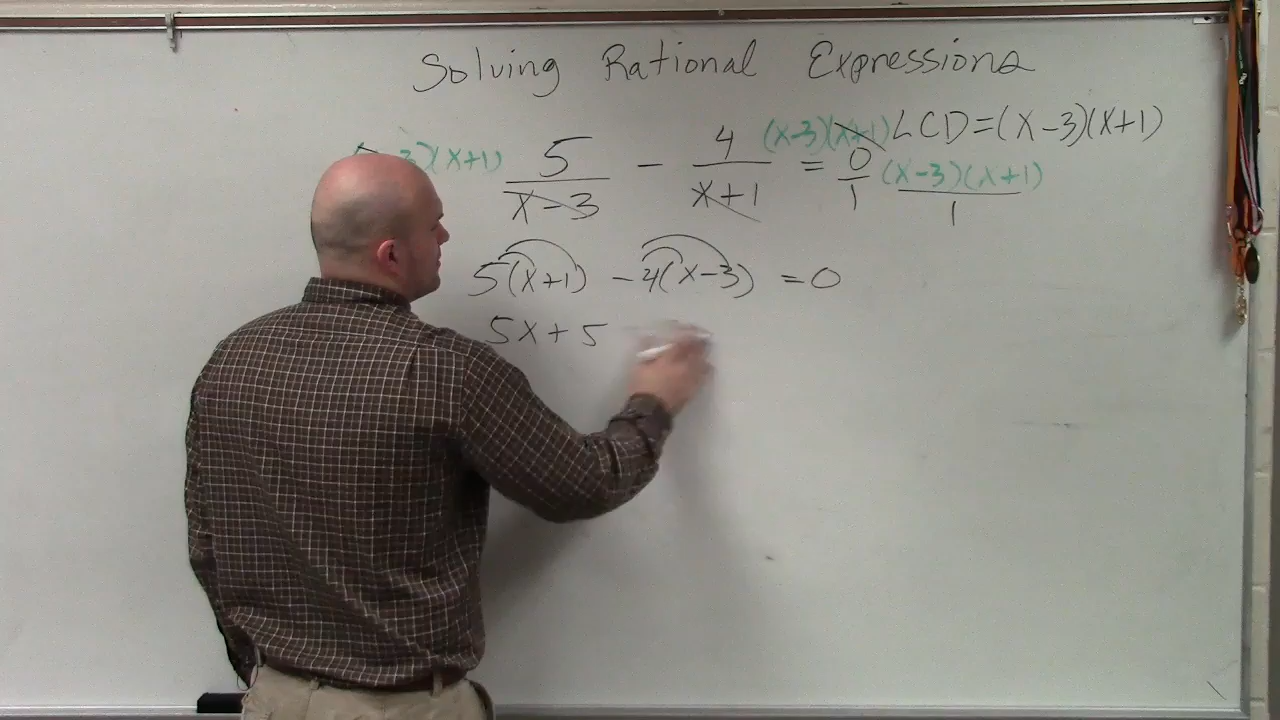 Solving Rational Expressions
(x-3)(x+1) 5/(x-3) - 4/(x+1) (x-3)(x+1) = 0/1 (x-3)(x+1)/1 LCD=(x-3)(x+1)
5(x+1) -4(x-3) =0
5x+5